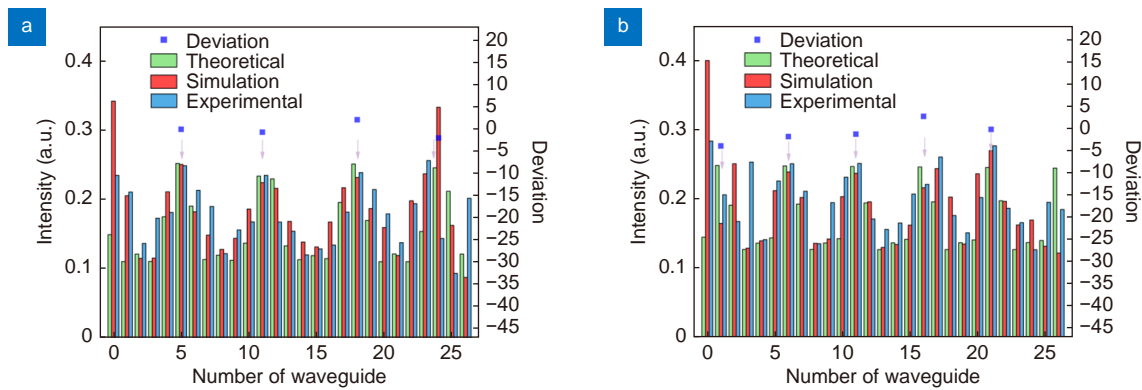 a
Deviation
Theoretical
Simulation
Experimental
Intensity (a.u.)
0.4
0.3
0.2
0.1
0
0 5 10 15 20 25
Number of waveguide
20
15
10
5
0
−5
−10
−15
−20
−25
−30
−35
−40
−45
Deviation
b
Deviation
Theoretical
Simulation
Experimental
Intensity (a.u.)
0.4
0.3
0.2
0.1
0
0 5 10 15 20 25
Number of waveguide
20
15
10
5
0
−5
−10
−15
−20
−25
−30
−35
−40
−45
Deviation